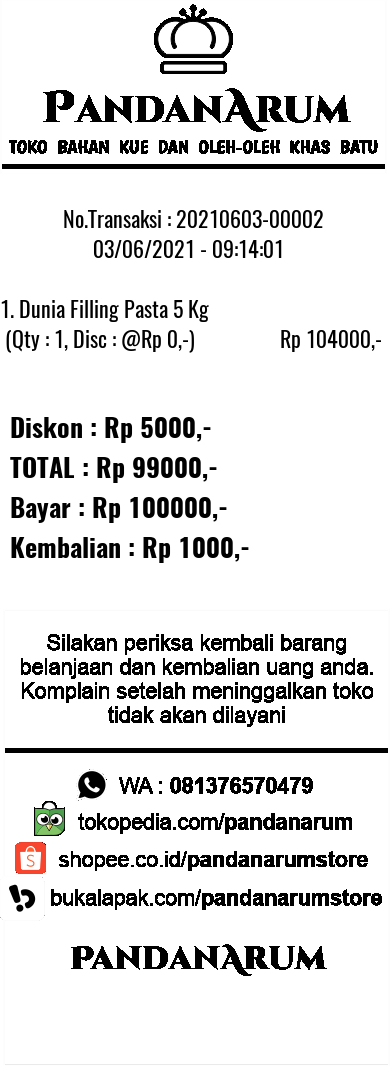 PANDANARUM
TOKO BAHAN KUE DAN OLEH-OLEH KHAS BATU
No.Transaksi : 20210603-00002
03/06/2021 - 09:14:01
1. Dunia Filling Pasta 5 Kg
(Qty : 1, Disc : @Rp 0,-) Rp 104000,-
Diskon : Rp 5000,-
TOTAL : Rp 99000,-
Bayar : Rp 100000,-
Kembalian : Rp 1000,-
Silakan periksa kembali barang
belanjaan dan kembalian uang anda.
Komplain setelah meninggalkan toko
tidak akan dilayani
WA : 081376570479
tokopedia.com/pandanarum
shopee.co.id/pandanarumstore
bukalapak.com/pandanarumstore
PANDANARUM